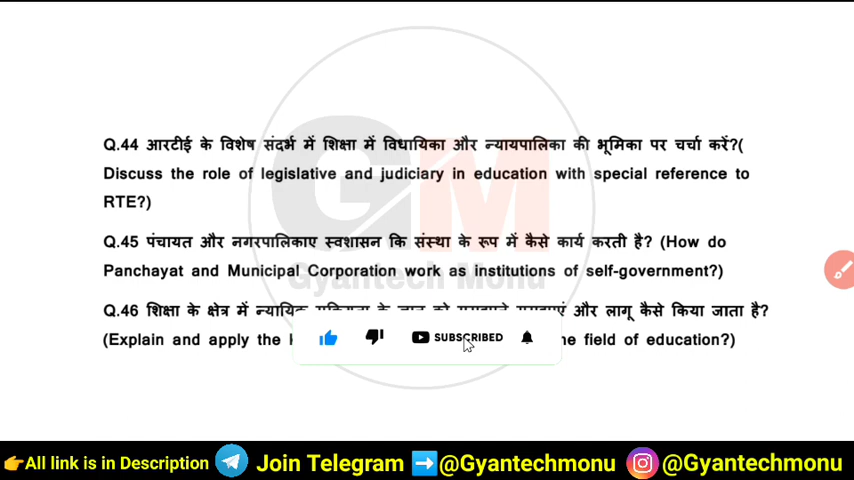 Q.44 आरटीई के विशेष संदर्भ में शिक्षा में विधायिका और न्यायपालिका की भूमिका पर चर्चा करें?(
Discuss the role of legislative and judiciary in education with special reference to
RTE?)
Q.45 पंचायत और नगरपालिकाए स्वशासन कि संस्था के रूप में कैसे कार्य करती है? (How do
Panchayat and Municipal Corporation work as institutions of self-government?)
GM
Gyantech Monu
Q.46 शिक्षा के क्षेत्र में और लागू कैसे किया जाता है?
(Explain and apply the field of education?)
SUBSCRIBED
All link is in Description Join Telegram @Gyantechmonu @Gyantechmonu